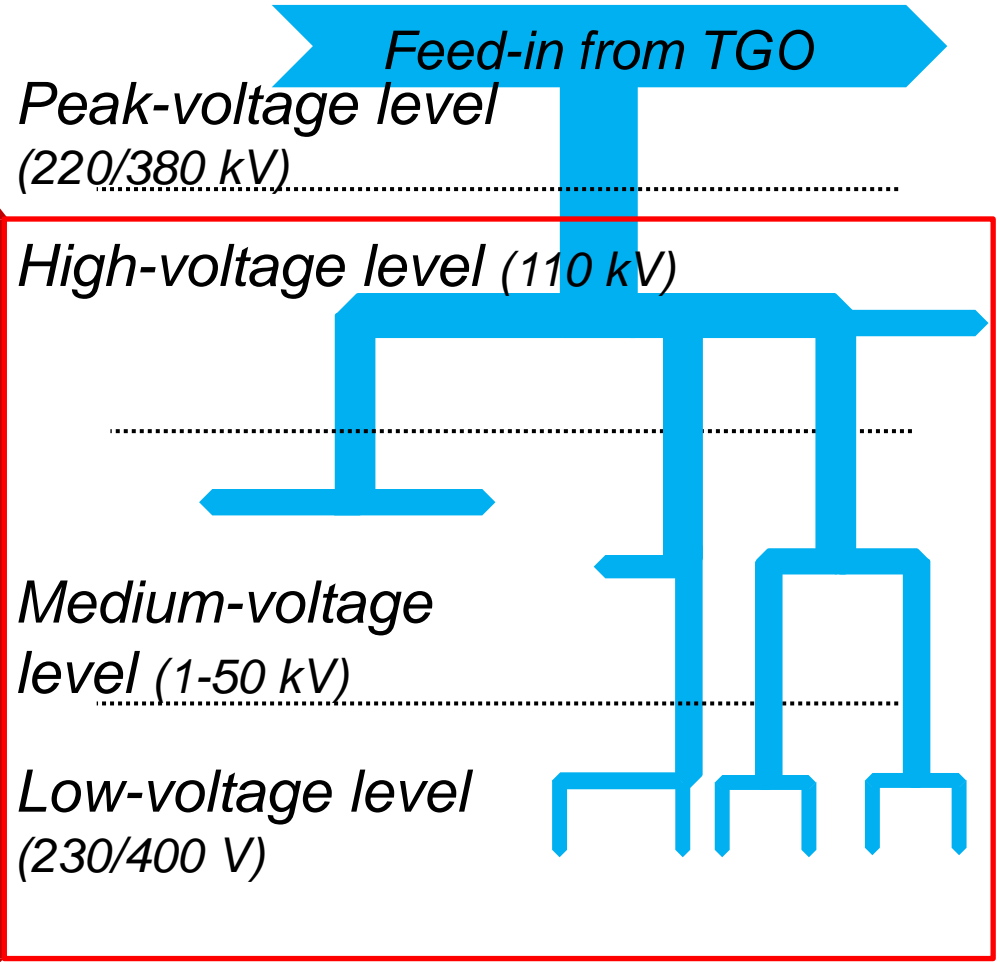 Feed-in from TGO
Peak-voltage level
(220/380 kV)
High-voltage level (110 kV)
Medium-voltage
level (1-50 kV)
Low-voltage level
(230/400 V)